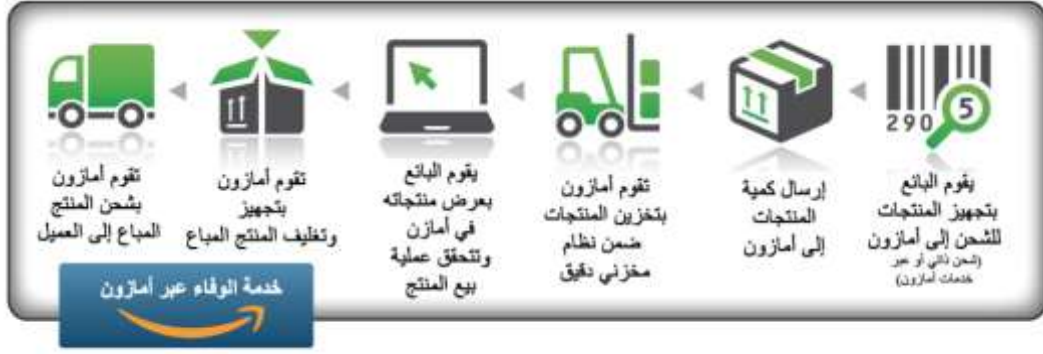 290
5
يقوم البائع
بتجهيز المنتجات
للشحن إلى أمازون
(شحن ذاتي أو عبر
خدمات أمازون)
إرسال كمية
المنتجات
إلى أمازون
تقوم أمازون
بتخزين المنتجات
ضمن نظام
مخزني دقيق
يقوم البائع
بعرض منتجاته
في أمازن
وتتحقق عملية
بيع المنتج
تقوم أمازون
بتجهيز
وتغليف المنتج المباع
تقوم أمازون
بشحن المنتج
المباع إلى العميل
خدمة الوفاء عبر أمازون